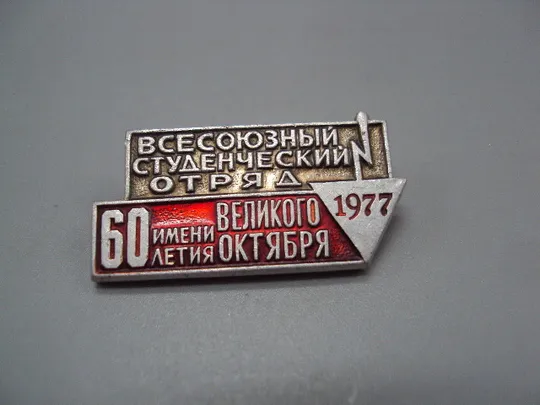 ВСЕСОЮЗНЫЙ
СТУДЕНЧЕСКИЙ
ОТРЯД
60 ИМЕНИ ЛЕТИЯ
ВЕЛИКОГО
ОКТЯБРЯ
1977